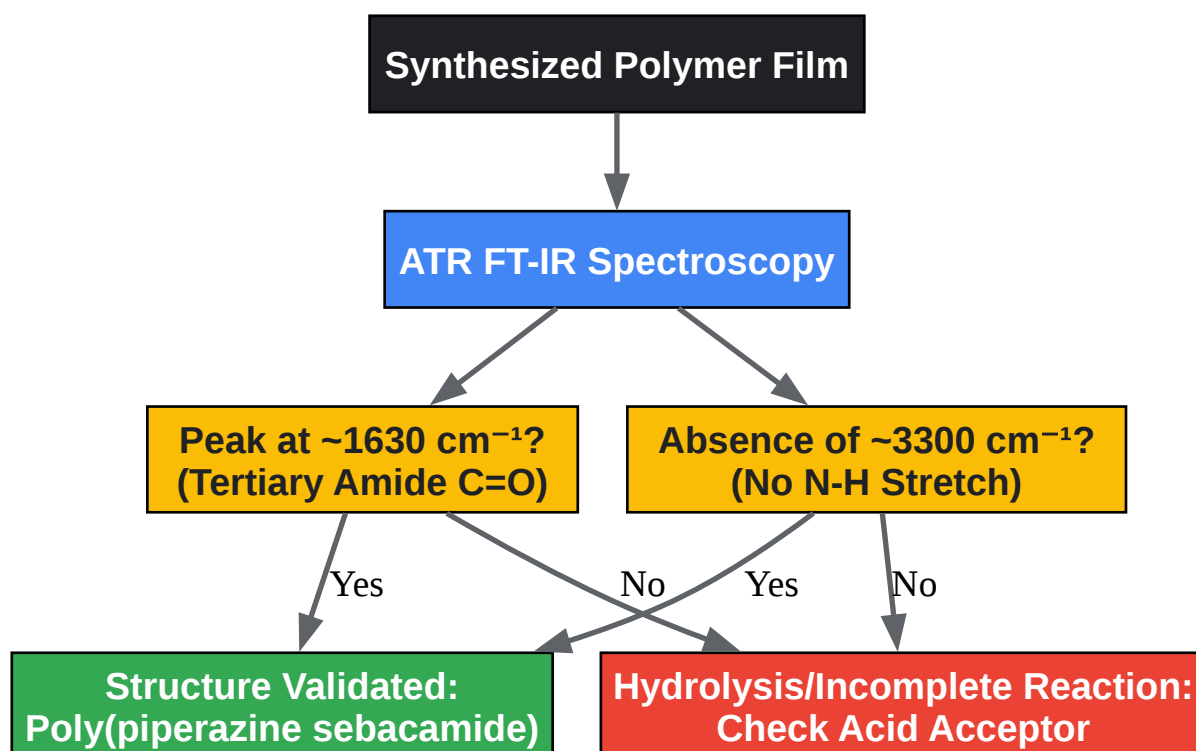 Synthesized Polymer Film
ATR FT-IR Spectroscopy
Peak at ~1630 cm⁻¹?
(Tertiary Amide C=O)
Absence of ~3300 cm⁻¹?
(No N-H Stretch)
Yes
No
Yes
No
Structure Validated:
Poly(piperazine sebacamide)
Hydrolysis/Incomplete Reaction:
Check Acid Acceptor